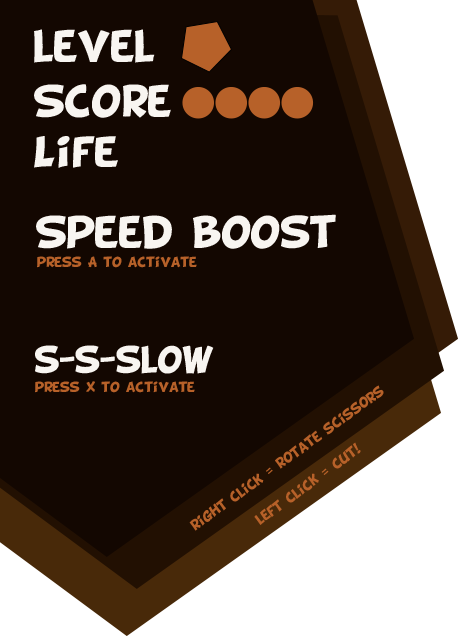 LEVEL
SCORE
LiFE
SPEED BOOST
PRESS A TO ACTiVATE
S-S-SLOW
PRESS X TO ACTiVATE
RiGHT CLiCK = ROTATE SCiSSORS
LEFT CLiCK = CUT!